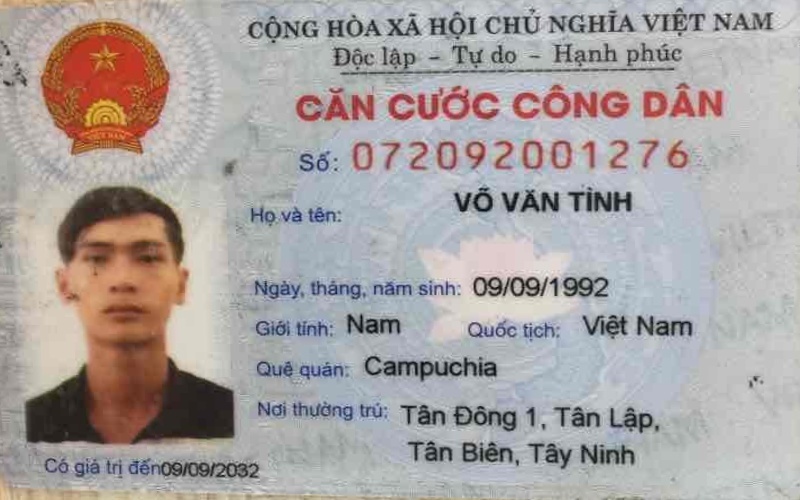 CỘNG HÒA XÃ HỘI CHỦ NGHĨA VIỆT NAM
Độc lập - Tự do - Hạnh phúc
CĂN CƯỚC CÔNG DÂN
Số: 072092001276
Họ và tên: VÕ VĂN TÌNH
Ngày, tháng, năm sinh: 09/09/1992
Giới tính: Nam Quốc tịch: Việt Nam
Quê quán: Campuchia
Nơi thường trú: Tân Đông 1, Tân Lập,
Tân Biên, Tây Ninh
Có giá trị đến09/09/2032
VIỆT NAM